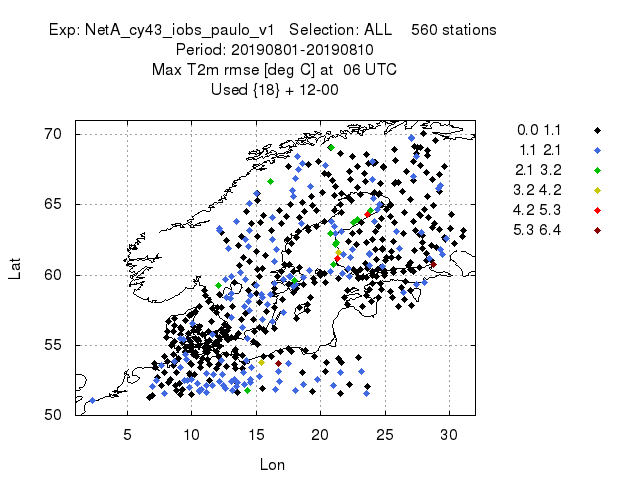 Exp: NetA_cy43_iobs_paulo_v1 Selection: ALL 560 stations
Period: 20190801-20190810
Max T2m rmse [deg C] at 06 UTC
Used {18} + 12-00
70
65
60
55
50
Lat
5 10 15 20 25 30
Lon
0.0 1.1
1.1 2.1
2.1 3.2
3.2 4.2
4.2 5.3
5.3 6.4